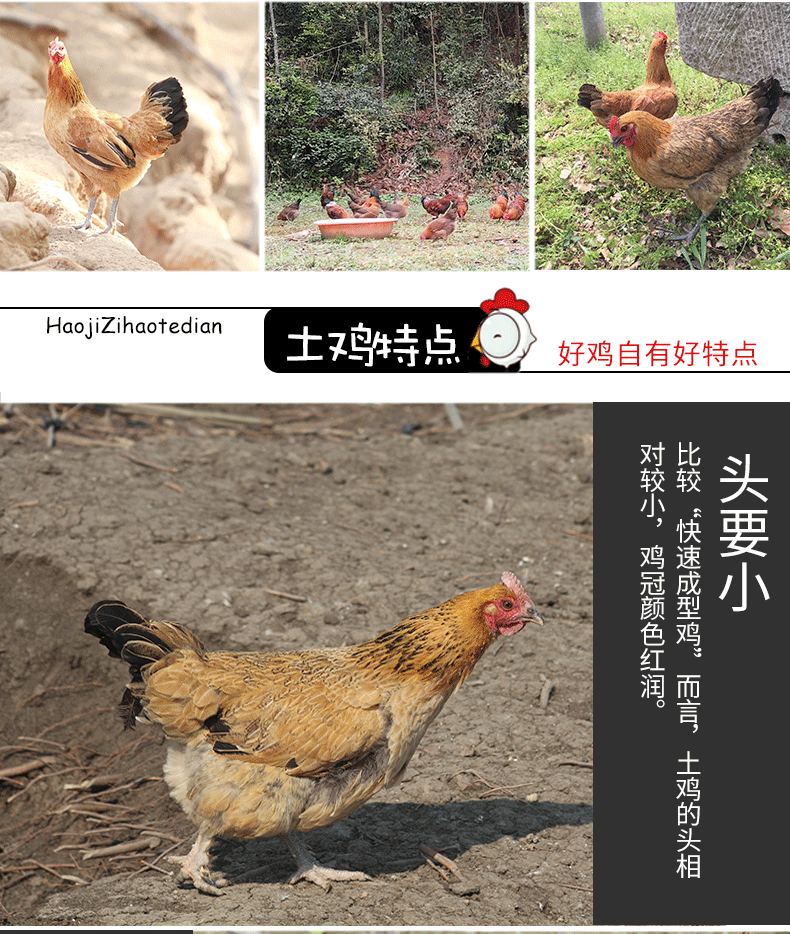 HaojiZihaotedian
土鸡特点
好鸡自有好特点
头要小
比较“快速成型鸡”而言，土鸡的头相
对较小，鸡冠颜色红润。